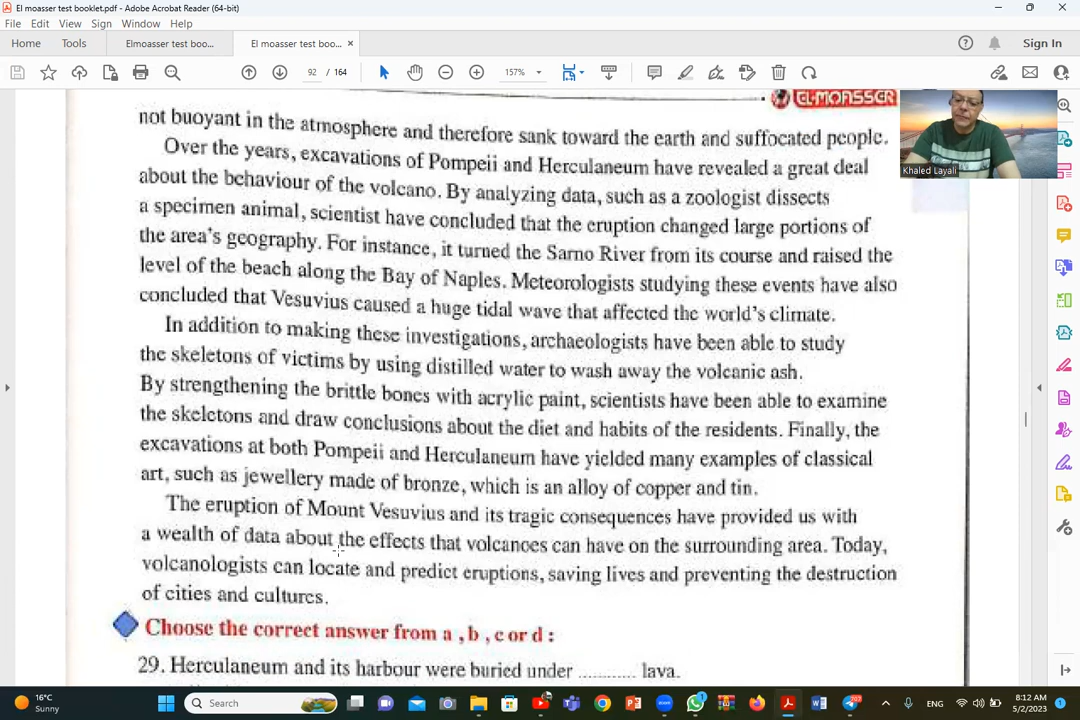 El moasser test booklet.pdf - Adobe Acrobat Reader (64-bit)
File Edit View Sign Window Help
Home Tools Elmoasser test boo... El moasser test boo... × Sign In
92 / 164 157%
EL-MOASSER
not buoyant in the atmosphere and therefore sank toward the earth and suffocated people.
Over the years, excavations of Pompeii and Herculaneum have revealed a great deal
about the behaviour of the volcano. By analyzing data, such as a zoologist dissects
a specimen animal, scientist have concluded that the eruption changed large portions of
the area's geography. For instance, it turned the Sarno River from its course and raised the
level of the beach along the Bay of Naples. Meteorologists studying these events have also
concluded that Vesuvius caused a huge tidal wave that affected the world's climate.
In addition to making these investigations, archaeologists have been able to study
the skeletons of victims by using distilled water to wash away the volcanic ash.
By strengthening the brittle bones with acrylic paint, scientists have been able to examine
the skeletons and draw conclusions about the diet and habits of the residents. Finally, the
excavations at both Pompeii and Herculaneum have yielded many examples of classical
art, such as jewellery made of bronze, which is an alloy of copper and tin.
The eruption of Mount Vesuvius and its tragic consequences have provided us with
a wealth of data about the effects that volcanoes can have on the surrounding area. Today,
volcanologists can locate and predict eruptions, saving lives and preventing the destruction
of cities and cultures.
Choose the correct answer from a , b , c or d :
29. Herculaneum and its harbour were buried under ............ lava.
Khaled Layali
16°C
Sunny
Search
ENG
8:12 AM
5/2/2023